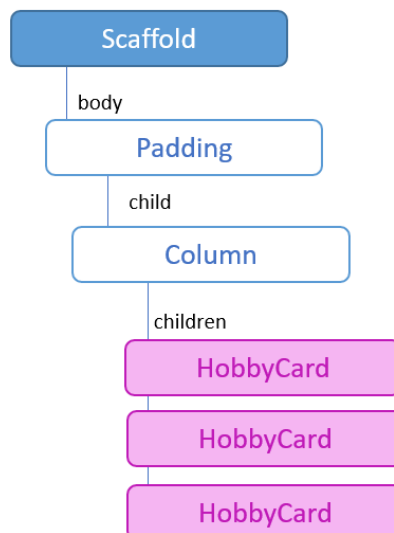 Scaffold
body
Padding
child
Column
children
HobbyCard
HobbyCard
HobbyCard